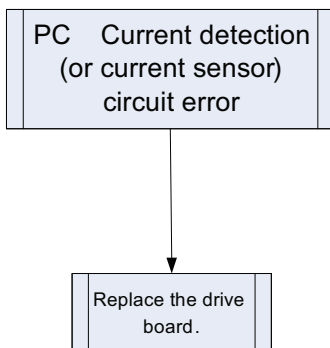 PC Current detection
(or current sensor)
circuit error
Replace the drive
board.